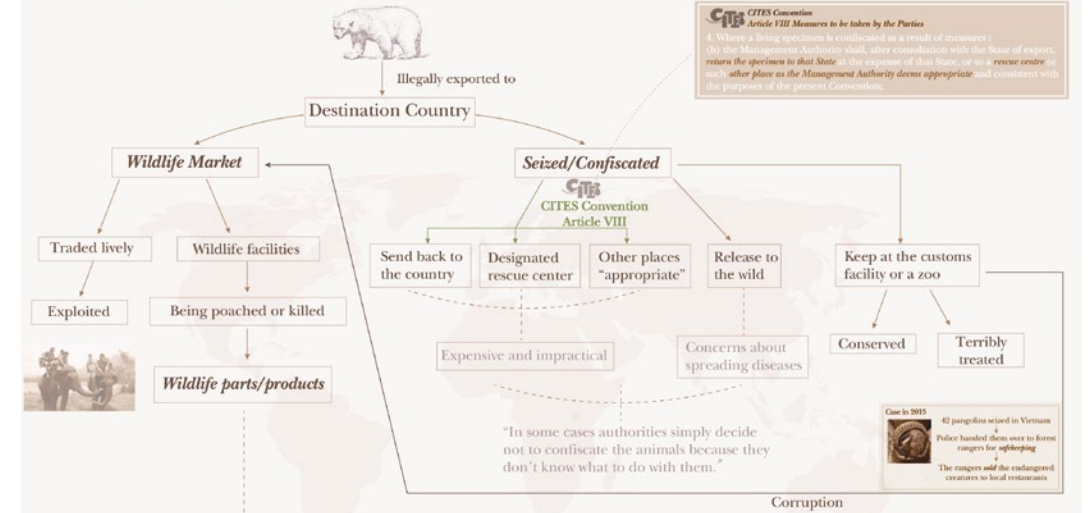 CITES CITES Convention
Article VIII Measures to be taken by the Parties
4. Where a living specimen is confiscated as a result of measures :
(b) the Management Authority shall, after consultation with the State of export,
return the specimen to that State at the expense of that State, or to a rescue centre or
such other place as the Management Authority deems appropriate and consistent with
the purposes of the present Convention;
Illegally exported to
Destination Country
Wildlife Market
Seized/Confiscated
CITES
CITES Convention
Article VIII
Traded lively
Wildlife facilities
Send back to
the country
Designated
rescue center
Other places
“appropriate”
Release to
the wild
Keep at the customs
facility or a zoo
Exploited
Being poached or killed
Expensive and impractical
Concerns about
spreading diseases
Conserved
Terribly
treated
Wildlife parts/products
“In some cases authorities simply decide
not to confiscate the animals because they
don’t know what to do with them.”
Case in 2015
42 pangolins seized in Vietnam
Police handed them over to forest
rangers for safekeeping
The rangers sold the endangered
creatures to local restaurants
Corruption